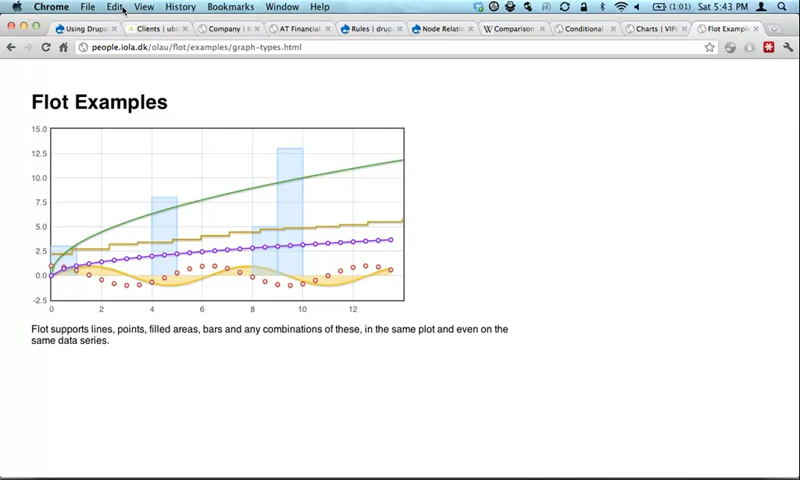 Chrome File Edit View History Bookmarks Window Help (1:01) Sat 5:43 PM
Using Drupa Clients | ubi Company | AT Financial Rules | drup Node Relatio Comparison Conditional Charts | VIP Flot Example
people.iola.dk/olau/flot/examples/graph-types.html
Flot Examples
15.0
12.5
10.0
7.5
5.0
2.5
0.0
-2.5
0 2 4 6 8 10 12
Flot supports lines, points, filled areas, bars and any combinations of these, in the same plot and even on the
same data series.